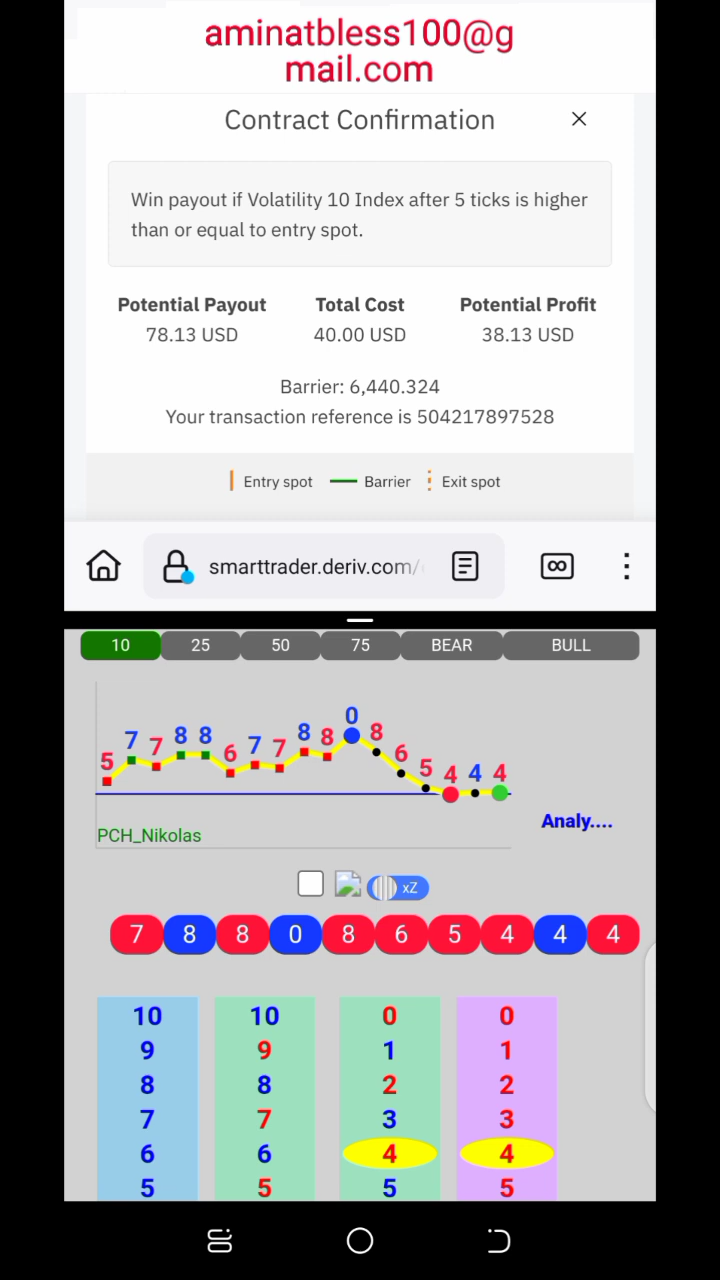 aminatbless100@g
mail.com
Contract Confirmation
Win payout if Volatility 10 Index after 5 ticks is higher
than or equal to entry spot.
Potential Payout Total Cost Potential Profit
78.13 USD 40.00 USD 38.13 USD
Barrier: 6,440.324
Your transaction reference is 504217897528
Entry spot Barrier Exit spot
smarttrader.deriv.com/
10 25 50 75 BEAR BULL
5 7 7 8 8 6 7 7 8 8 0 8 6 5 4 4 4
Analy....
PCH_Nikolas
xZ
7 8 8 0 8 6 5 4 4 4
10 10 0 0
9 9 1 1
8 8 2 2
7 7 3 3
6 6 4 4
5 5 5 5